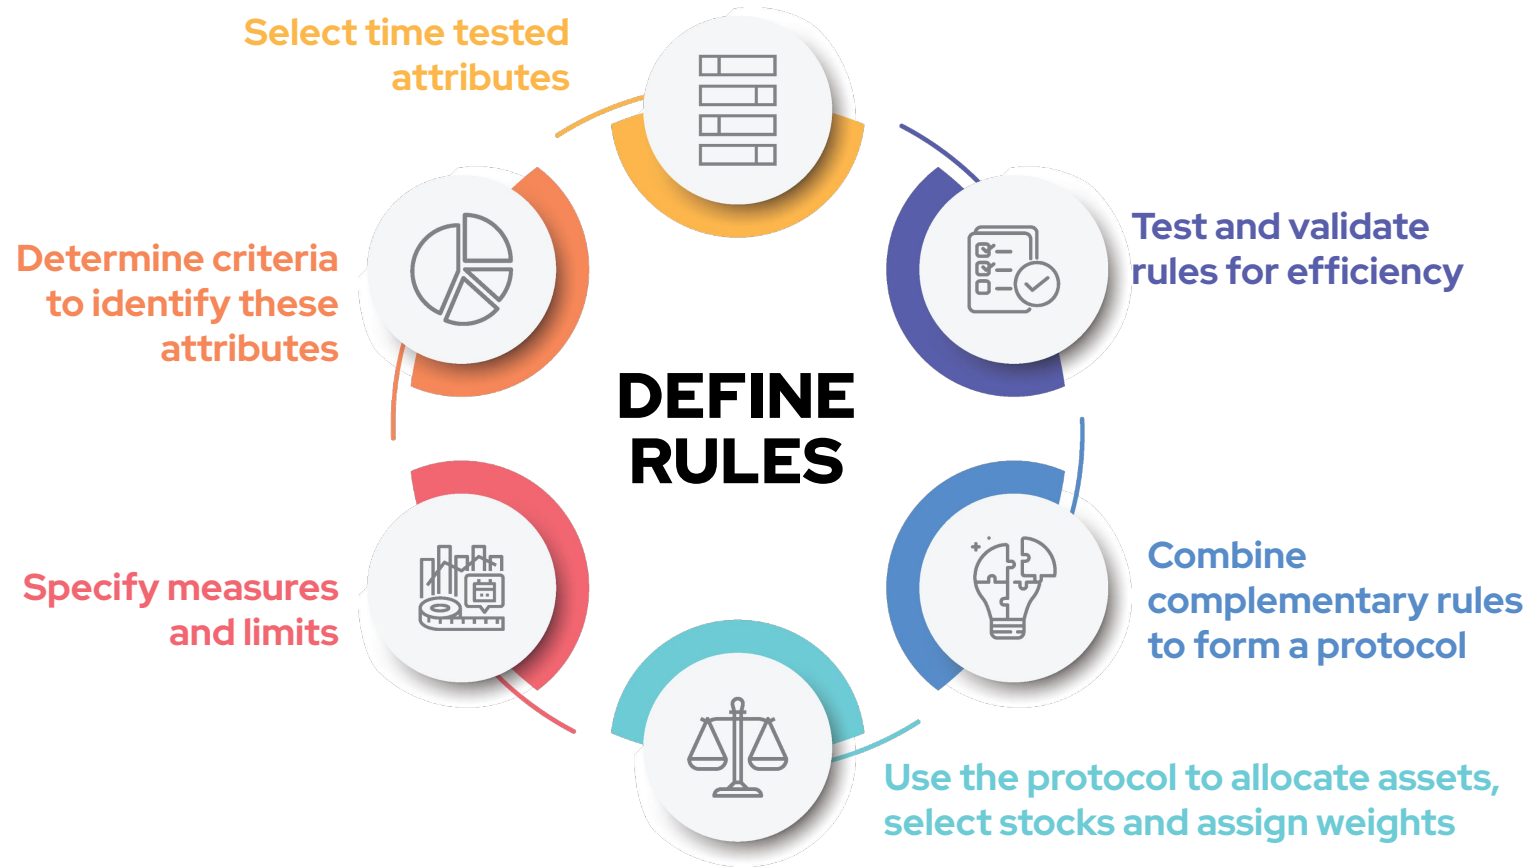 Select time tested
attributes
Test and validate
rules for efficiency
Determine criteria
to identify these
attributes
DEFINE
RULES
Combine
complementary rules
to form a protocol
Specify measures
and limits
Use the protocol to allocate assets,
select stocks and assign weights